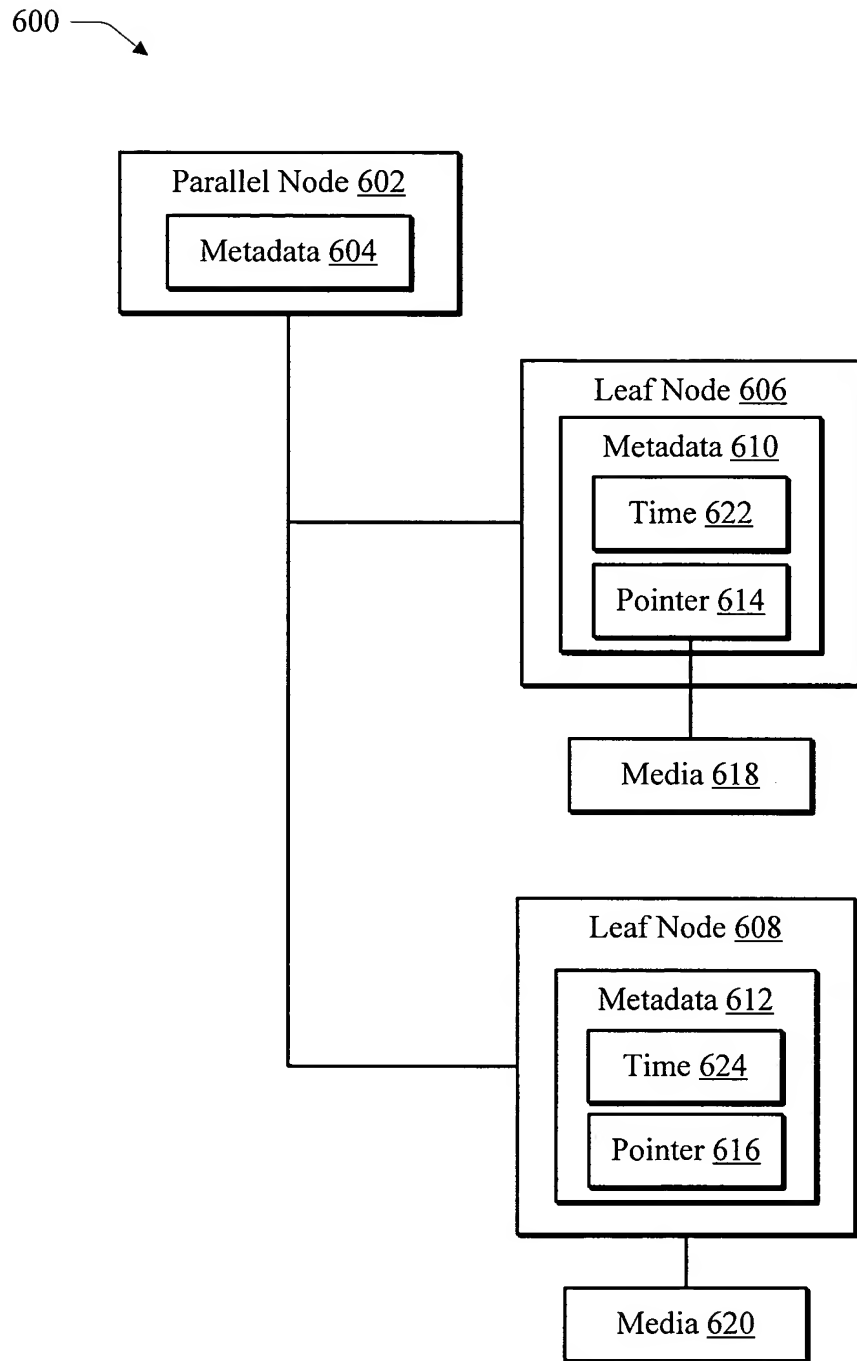 600
Parallel Node 602
Metadata 604
Leaf Node 606
Metadata 610
Time 622
Pointer 614
Media 618
Leaf Node 608
Metadata 612
Time 624
Pointer 616
Media 620